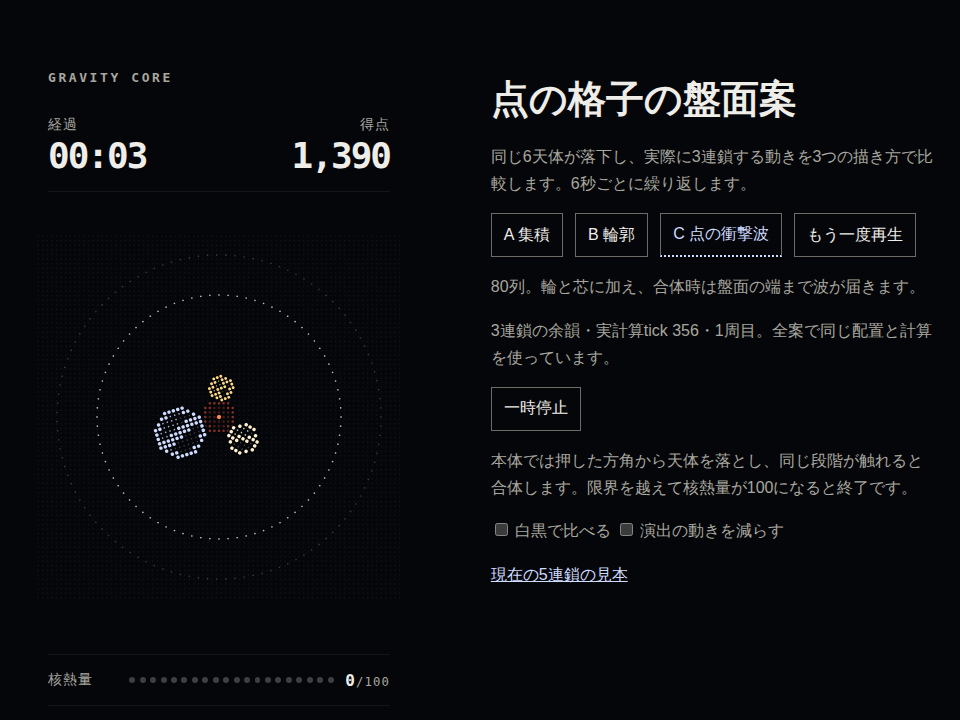 GRAVITY CORE
経過
得点
00:03
1,390
核熱量
0/100
点の格子の盤面案
同じ6天体が落下し、実際に3連鎖する動きを3つの描き方で比
較します。6秒ごとに繰り返します。
A 集積
B 輪郭
C 点の衝撃波
もう一度再生
80列。輪と芯に加え、合体時は盤面の端まで波が届きます。
3連鎖の余韻・実計算tick 356・1周目。全案で同じ配置と計算
を使っています。
一時停止
本体では押した方角から天体を落とし、同じ段階が触れると
合体します。限界を越えて核熱量が100になると終了です。
白黒で比べる
演出の動きを減らす
現在の5連鎖の見本